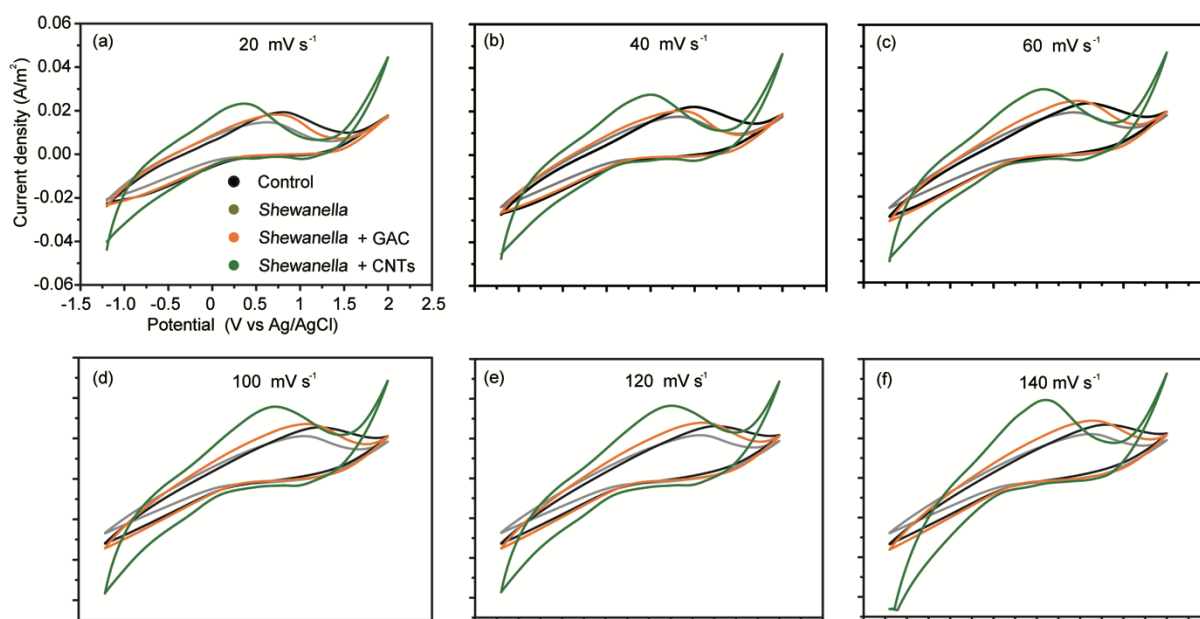 (a)
20 mV s⁻¹
(b)
40 mV s⁻¹
(c)
60 mV s⁻¹
Current density (A/m²)
0.06
0.04
0.02
0.00
-0.02
-0.04
-0.06
Control
Shewanella
Shewanella + GAC
Shewanella + CNTs
-1.5
-1.0
-0.5
0
0.5
1.0
1.5
2.0
2.5
Potential (V vs Ag/AgCl)
(d)
100 mV s⁻¹
(e)
120 mV s⁻¹
(f)
140 mV s⁻¹